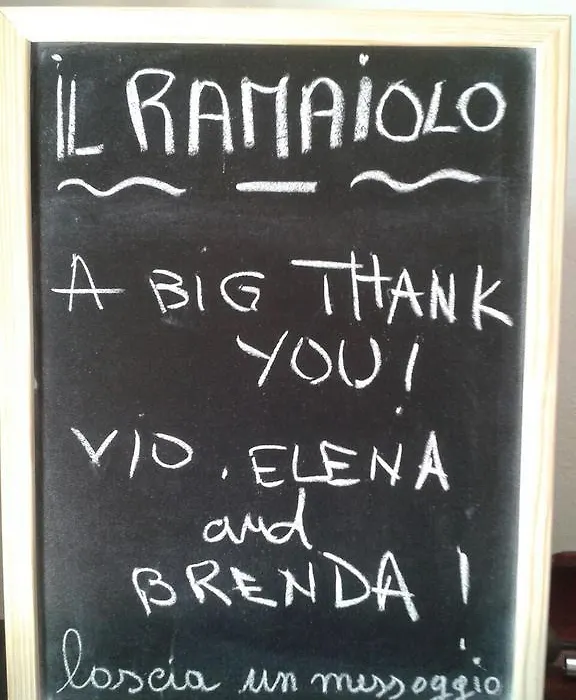 IL RAMAIOLO
A BIG THANK
YOU!
VIO. ELENA
and
BRENDA!
lascia un messaggio